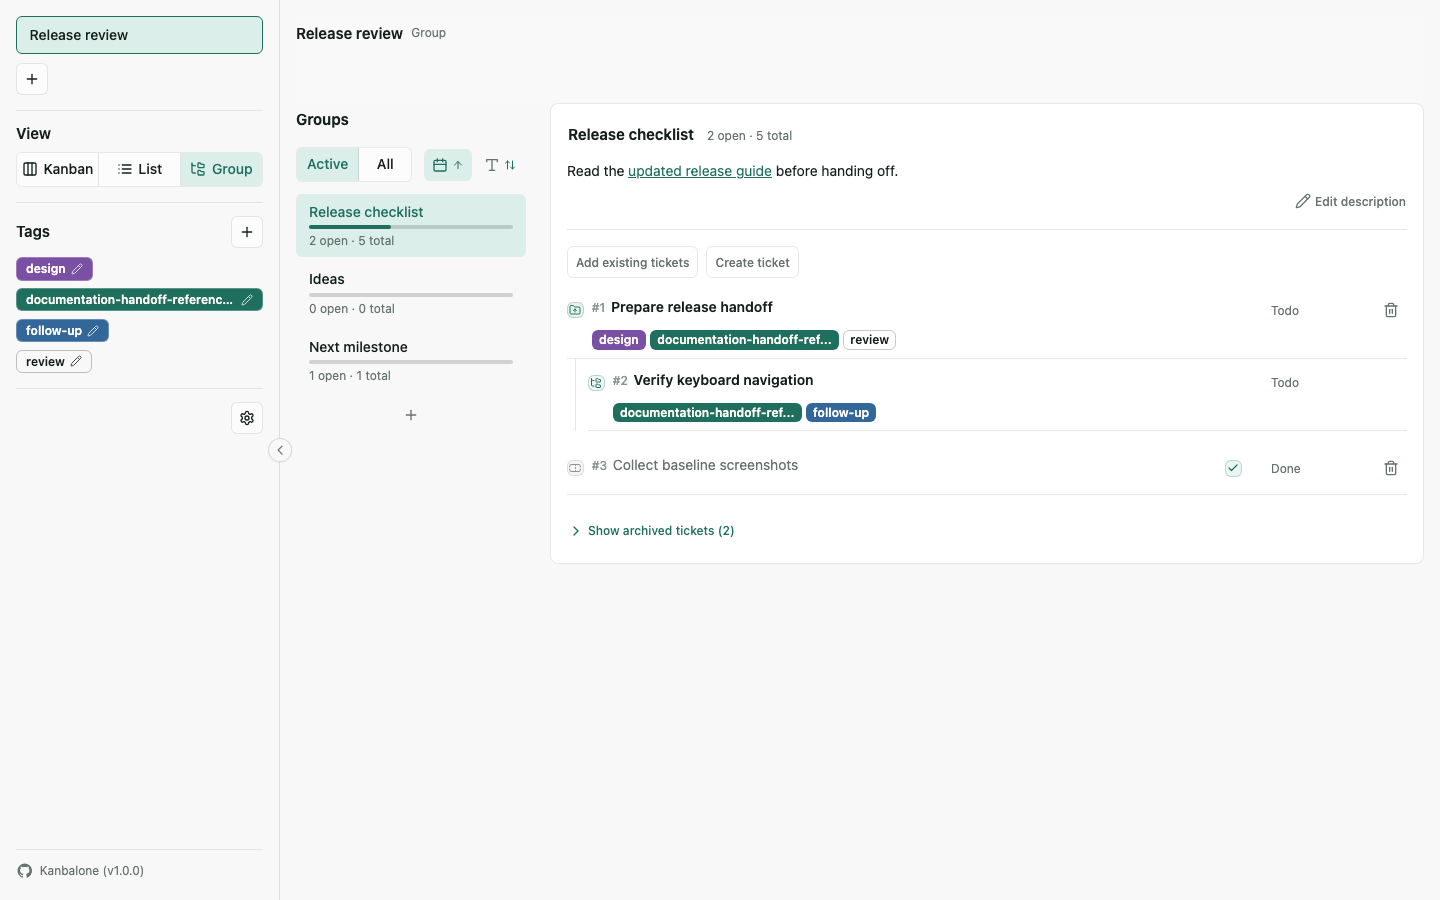 Release review
View
Kanban
List
Group
Tags
design
documentation-handoff-referenc...
follow-up
review
Kanbalone (v1.0.0)
Release review Group
Groups
Active
All
Release checklist
2 open · 5 total
Ideas
0 open · 0 total
Next milestone
1 open · 1 total
Release checklist 2 open · 5 total
Read the updated release guide before handing off.
Edit description
Add existing tickets
Create ticket
#1 Prepare release handoff Todo
design documentation-handoff-ref... review
#2 Verify keyboard navigation Todo
documentation-handoff-ref... follow-up
#3 Collect baseline screenshots Done
Show archived tickets (2)